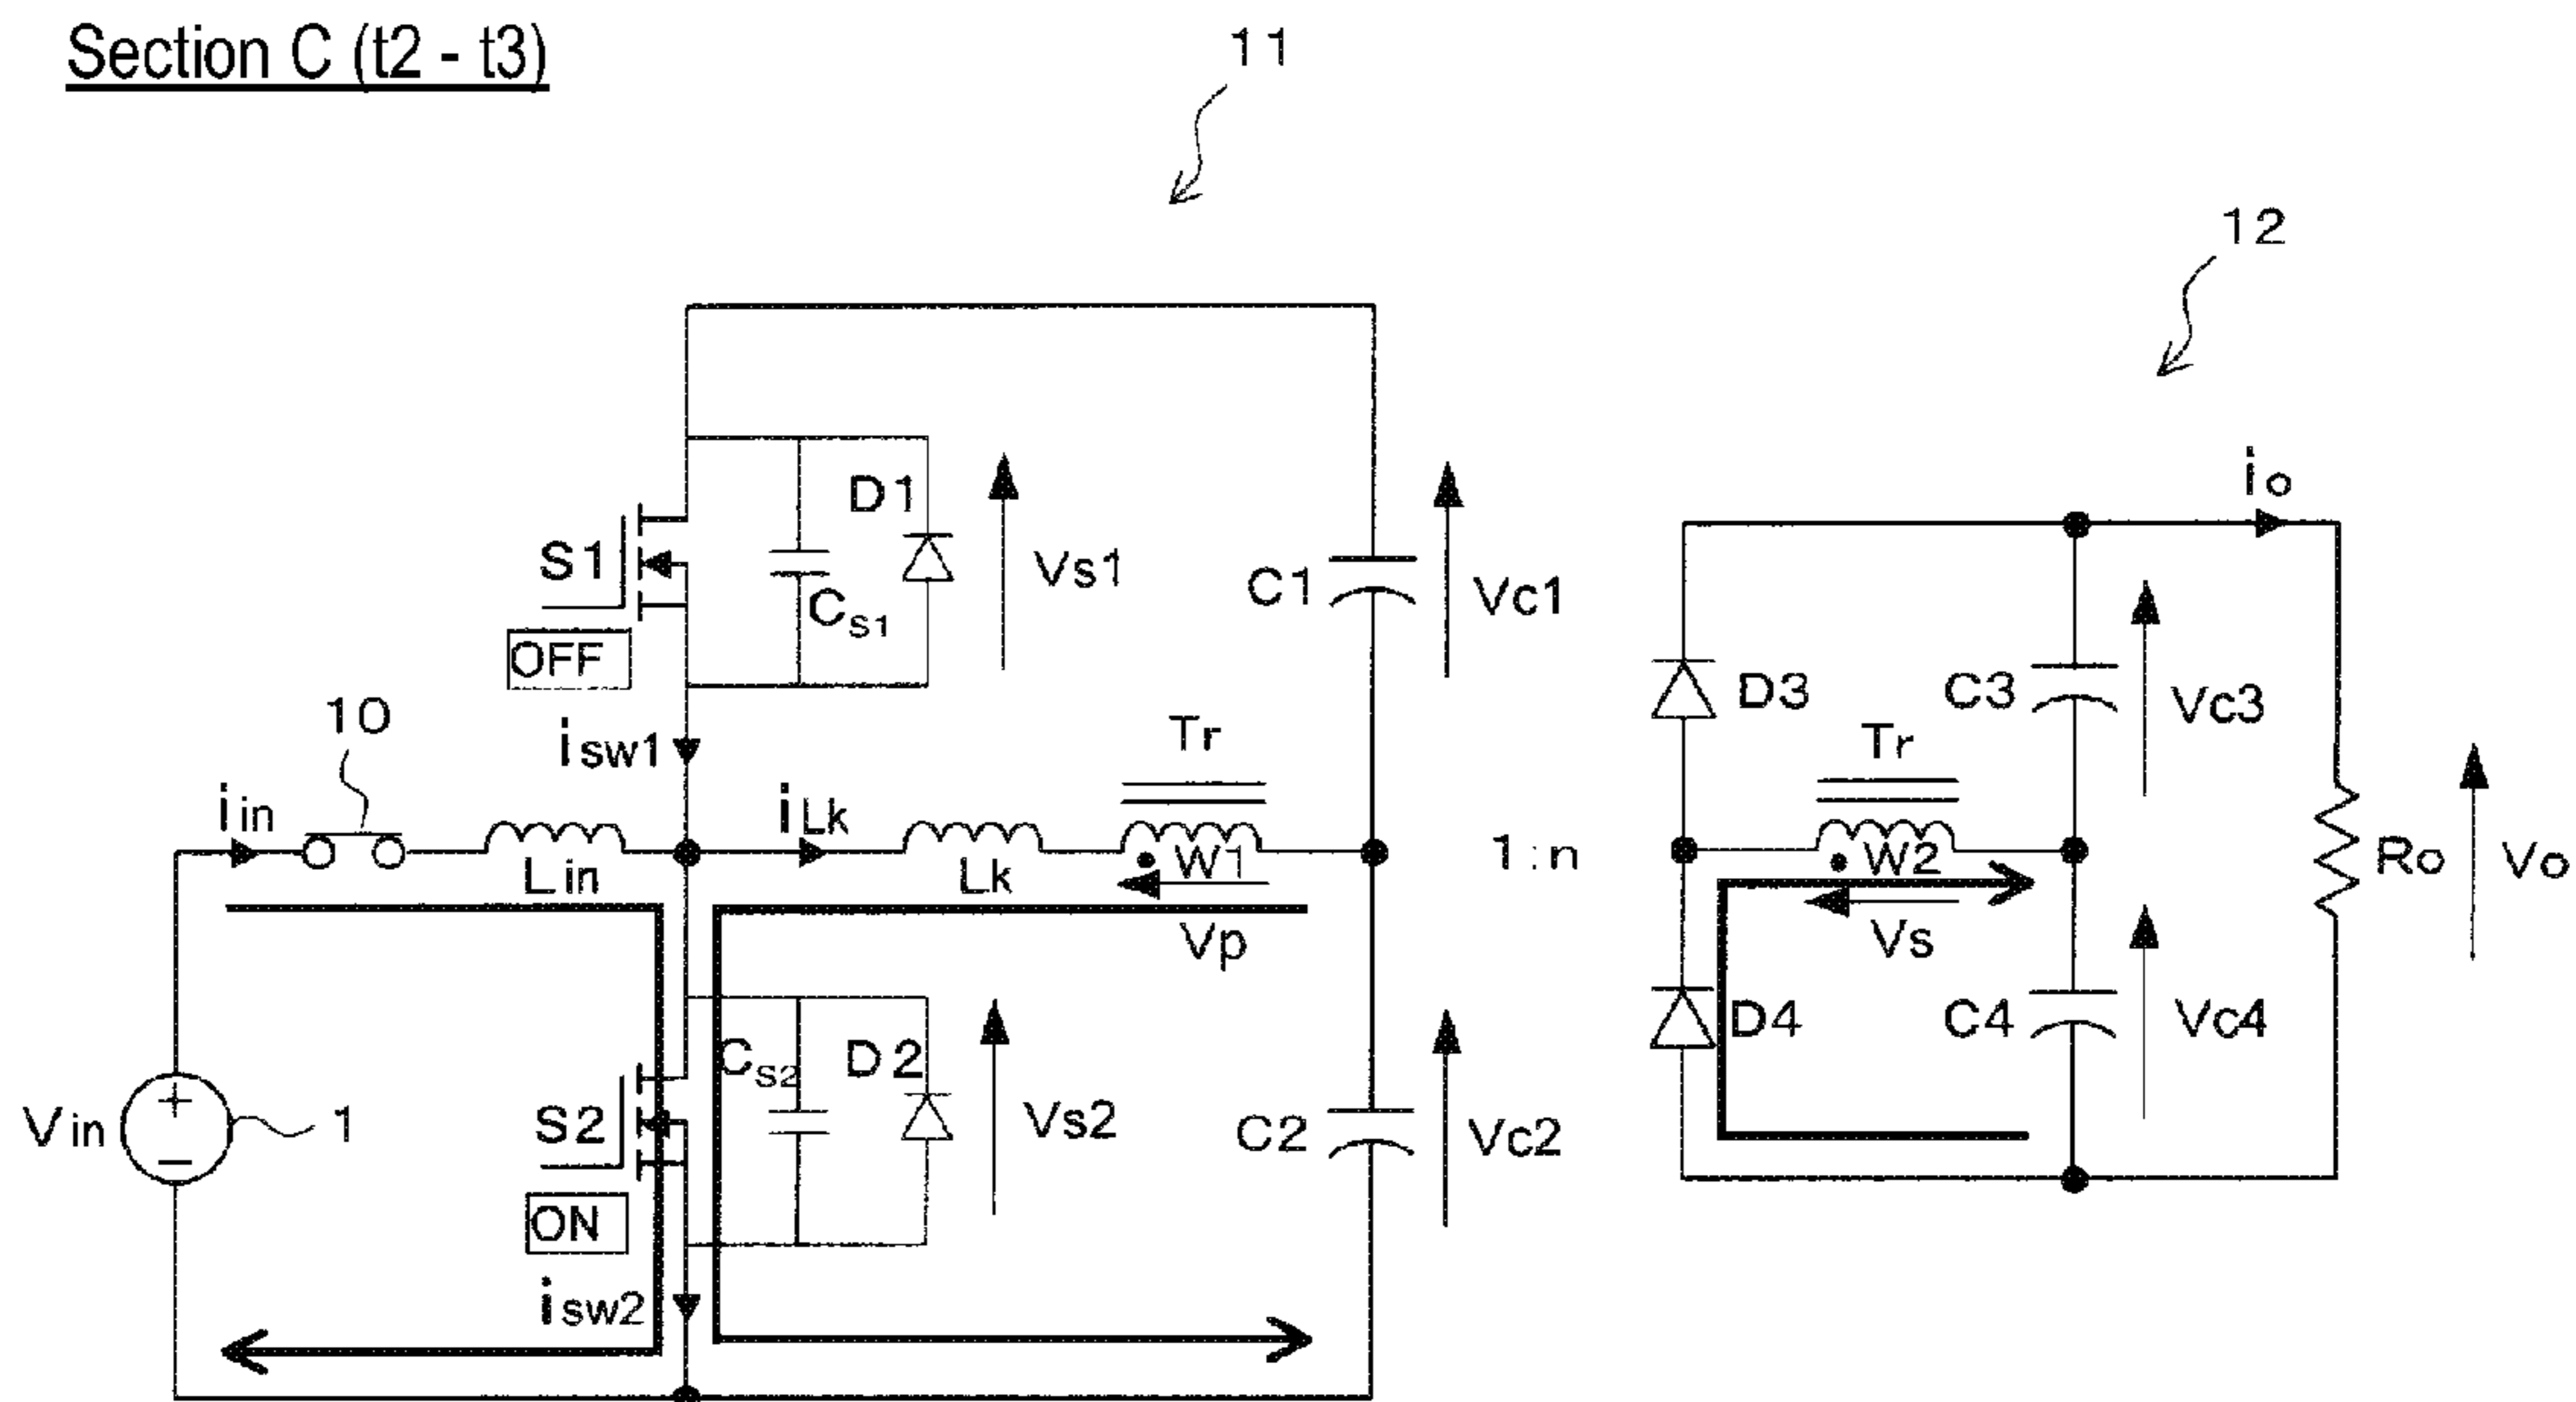 Section C (t2 - t3)
11
12
D1
S1
Cs1
Vs1
C1
Vc1
OFF
io
10
isw1
Tr
D3
C3
Vc3
Tr
iin
Lin
iLk
Lk
W1
Vp
1:n
W2
Vs
Ro
Vo
Vin
1
S2
Cs2
D2
Vs2
C2
Vc2
D4
C4
Vc4
ON
isw2